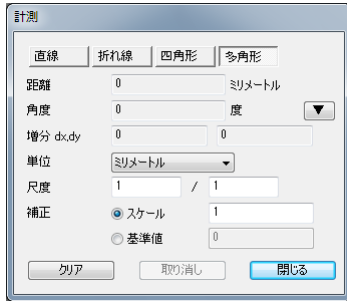 計測
直線 折れ線 四角形 多角形
距離 0 ミリメートル
角度 0 度 ▼
増分 dx,dy 0 0
単位 ミリメートル
尺度 1 / 1
補正 スケール 1
基準値 0
クリア 取り消し 閉じる